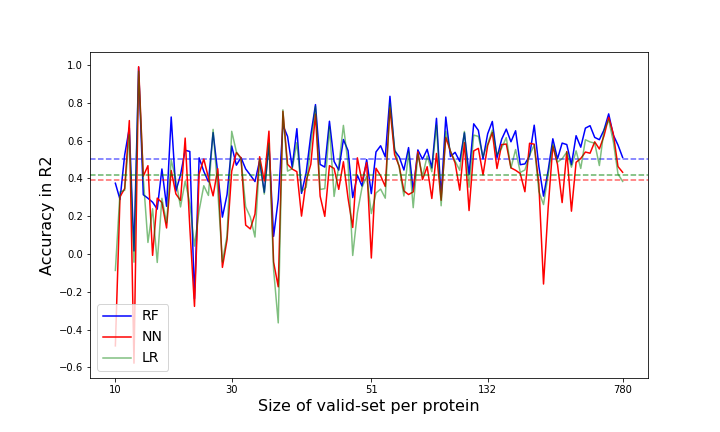 1.0
0.8
0.6
0.4
0.2
0.0
−0.2
−0.4
−0.6
Accuracy in R2
RF
NN
LR
10 30 51 132 780
Size of valid-set per protein